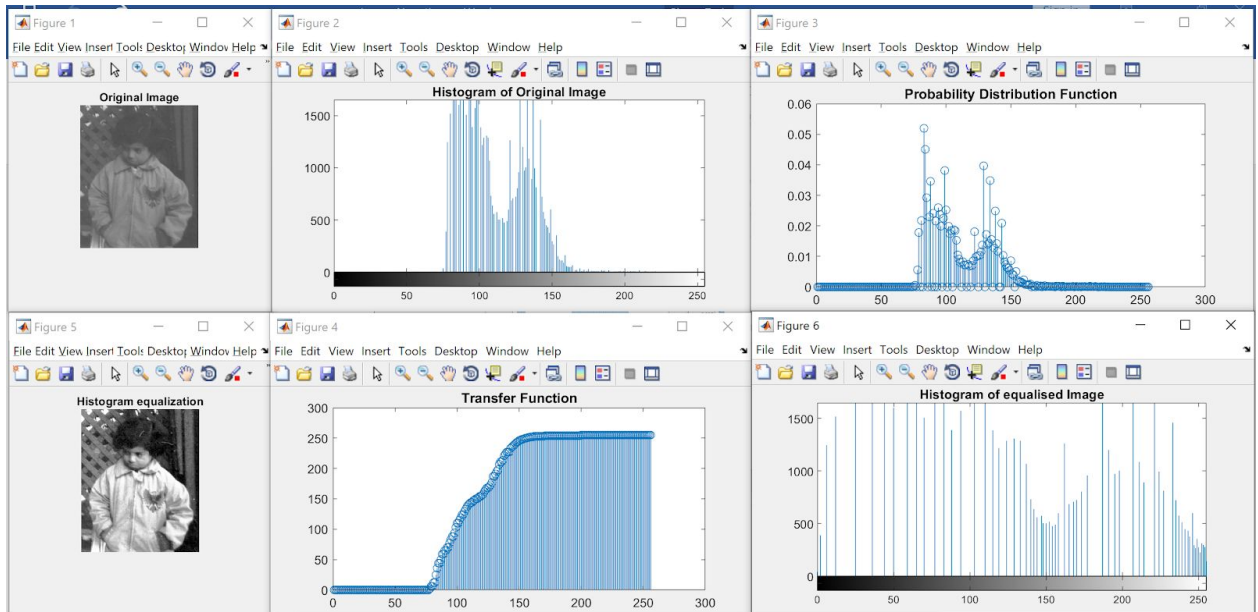 Figure 1
File Edit View Insert Tools Desktop Window Help
Original Image
Figure 2
File Edit View Insert Tools Desktop Window Help
Histogram of Original Image
1500
1000
500
0
0 50 100 150 200 250
Figure 3
File Edit View Insert Tools Desktop Window Help
Probability Distribution Function
0.06
0.05
0.04
0.03
0.02
0.01
0
0 50 100 150 200 250 300
Figure 5
File Edit View Insert Tools Desktop Window Help
Histogram equalization
Figure 4
File Edit View Insert Tools Desktop Window Help
Transfer Function
300
250
200
150
100
50
0
0 50 100 150 200 250 300
Figure 6
File Edit View Insert Tools Desktop Window Help
Histogram of equalised Image
1500
1000
500
0
0 50 100 150 200 250